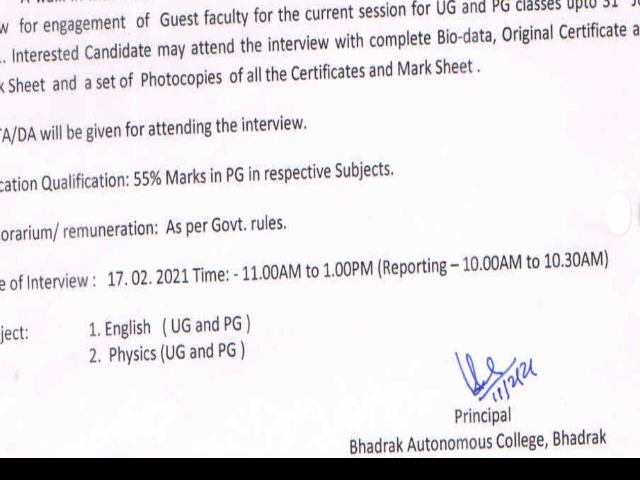 w for engagement of Guest faculty for the current session for UG and PG classes upto 31
. Interested Candidate may attend the interview with complete Bio-data, Original Certificate a
k Sheet and a set of Photocopies of all the Certificates and Mark Sheet .
A/DA will be given for attending the interview.
cation Qualification: 55% Marks in PG in respective Subjects.
orarium/ remuneration: As per Govt. rules.
e of Interview : 17. 02. 2021 Time: - 11.00AM to 1.00PM (Reporting – 10.00AM to 10.30AM)
ject: 1. English ( UG and PG )
2. Physics (UG and PG )
Principal
Bhadrak Autonomous College, Bhadrak